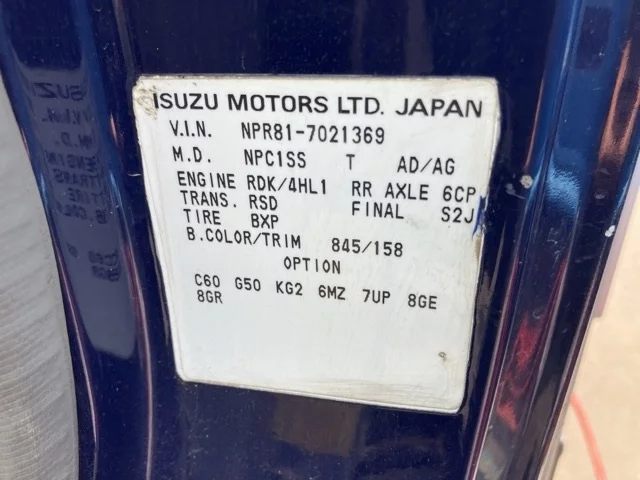 ISUZU MOTORS LTD. JAPAN
V.I.N. NPR81-7021369
M.D. NPC1SS T AD/AG
ENGINE RDK/4HL1 RR AXLE 6CP
TRANS. RSD FINAL S2J
TIRE BXP
B.COLOR/TRIM 845/158
OPTION
C60 G50 KG2 6MZ 7UP 8GE
8GR